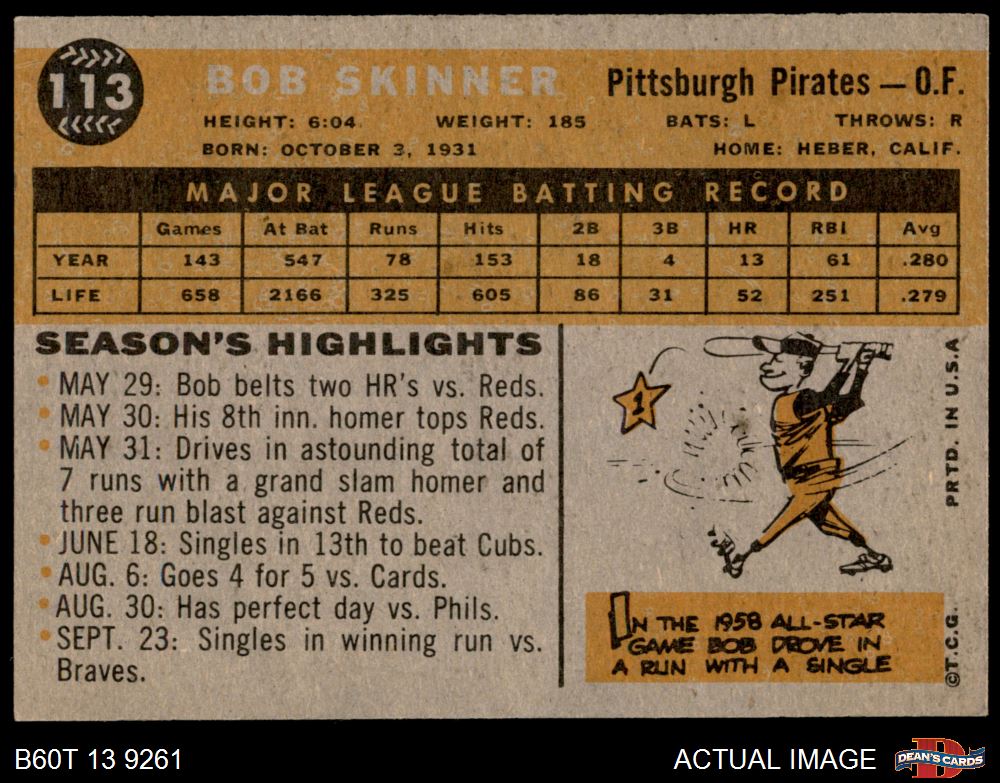 113
BOB SKINNER
Pittsburgh Pirates — O.F.
HEIGHT: 6:04 WEIGHT: 185 BATS: L THROWS: R
BORN: OCTOBER 3, 1931 HOME: HEBER, CALIF.
MAJOR LEAGUE BATTING RECORD
Games At Bat Runs Hits 2B 3B HR RBI Avg
YEAR 143 547 78 153 18 4 13 61 .280
LIFE 658 2166 325 605 86 31 52 251 .279
SEASON'S HIGHLIGHTS
• MAY 29: Bob belts two HR's vs. Reds.
• MAY 30: His 8th inn. homer tops Reds.
• MAY 31: Drives in astounding total of
7 runs with a grand slam homer and
three run blast against Reds.
• JUNE 18: Singles in 13th to beat Cubs.
• AUG. 6: Goes 4 for 5 vs. Cards.
• AUG. 30: Has perfect day vs. Phils.
• SEPT. 23: Singles in winning run vs.
Braves.
1
IN THE 1958 ALL-STAR
GAME BOB DROVE IN
A RUN WITH A SINGLE
PRTD. IN U.S.A
©T.C.G.
B60T 13 9261
ACTUAL IMAGE
D
DEAN'S CARDS